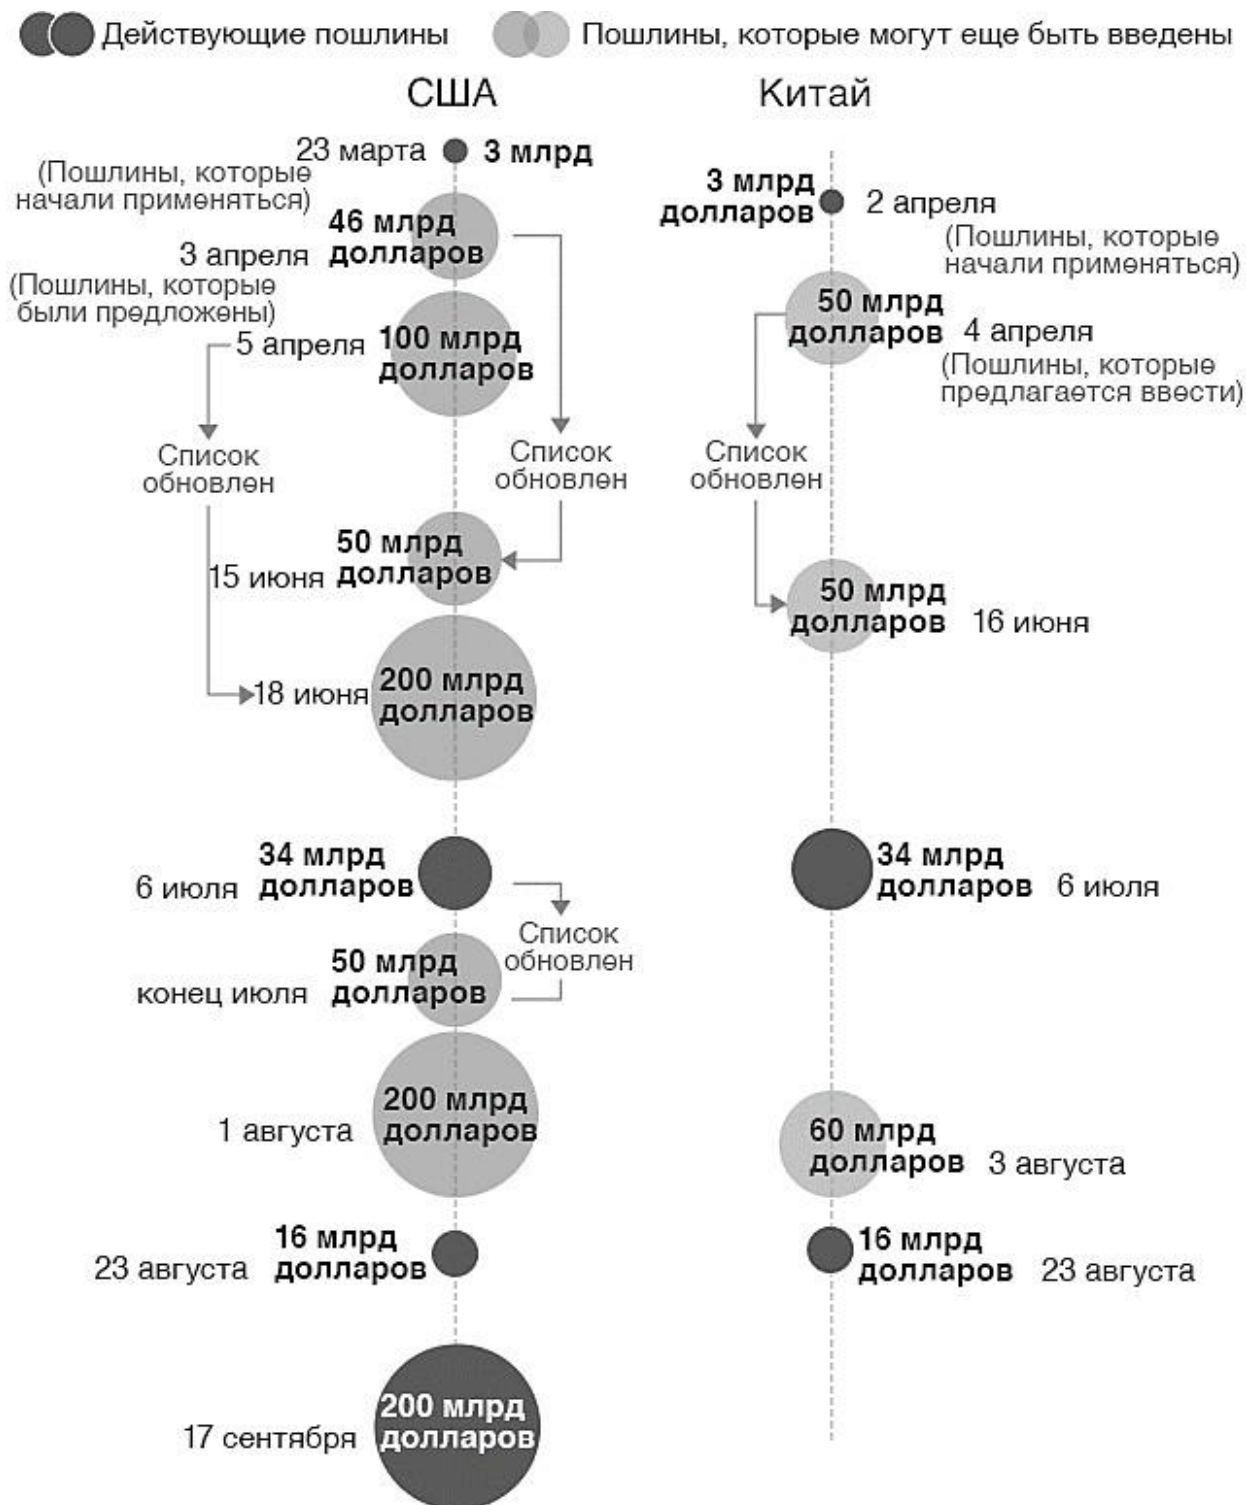 Действующие пошлины
Пошлины, которые могут еще быть введены
США
Китай
23 марта
3 млрд
(Пошлины, которые
начали применяться)
3 млрд
долларов
2 апреля
(Пошлины, которые
начали применяться)
46 млрд
долларов
3 апреля
(Пошлины, которые
были предложены)
50 млрд
долларов
4 апреля
(Пошлины, которые
предлагается ввести)
5 апреля
100 млрд
долларов
Список
обновлен
Список
обновлен
Список
обновлен
50 млрд
долларов
15 июня
50 млрд
долларов
16 июня
18 июня
200 млрд
долларов
34 млрд
долларов
6 июля
34 млрд
долларов
6 июля
Список
обновлен
50 млрд
долларов
конец июля
200 млрд
долларов
1 августа
60 млрд
долларов
3 августа
16 млрд
долларов
23 августа
16 млрд
долларов
23 августа
200 млрд
долларов
17 сентября